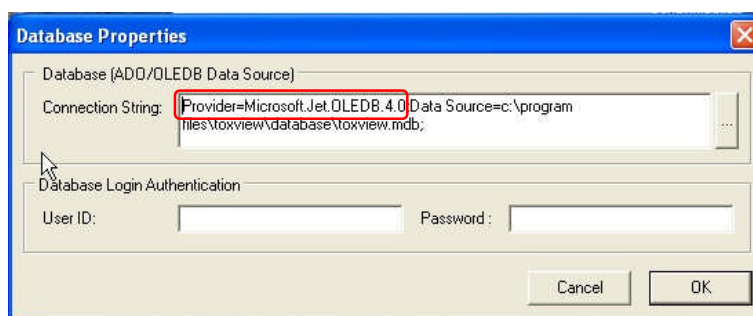 Database Properties
Database (ADO/OLEDB Data Source)
Connection String:
Provider=Microsoft.Jet.OLEDB.4.0;Data Source=c:\program
files\toxview\database\toxview.mdb;
...
Database Login Authentication
User ID:
Password :
Cancel
OK